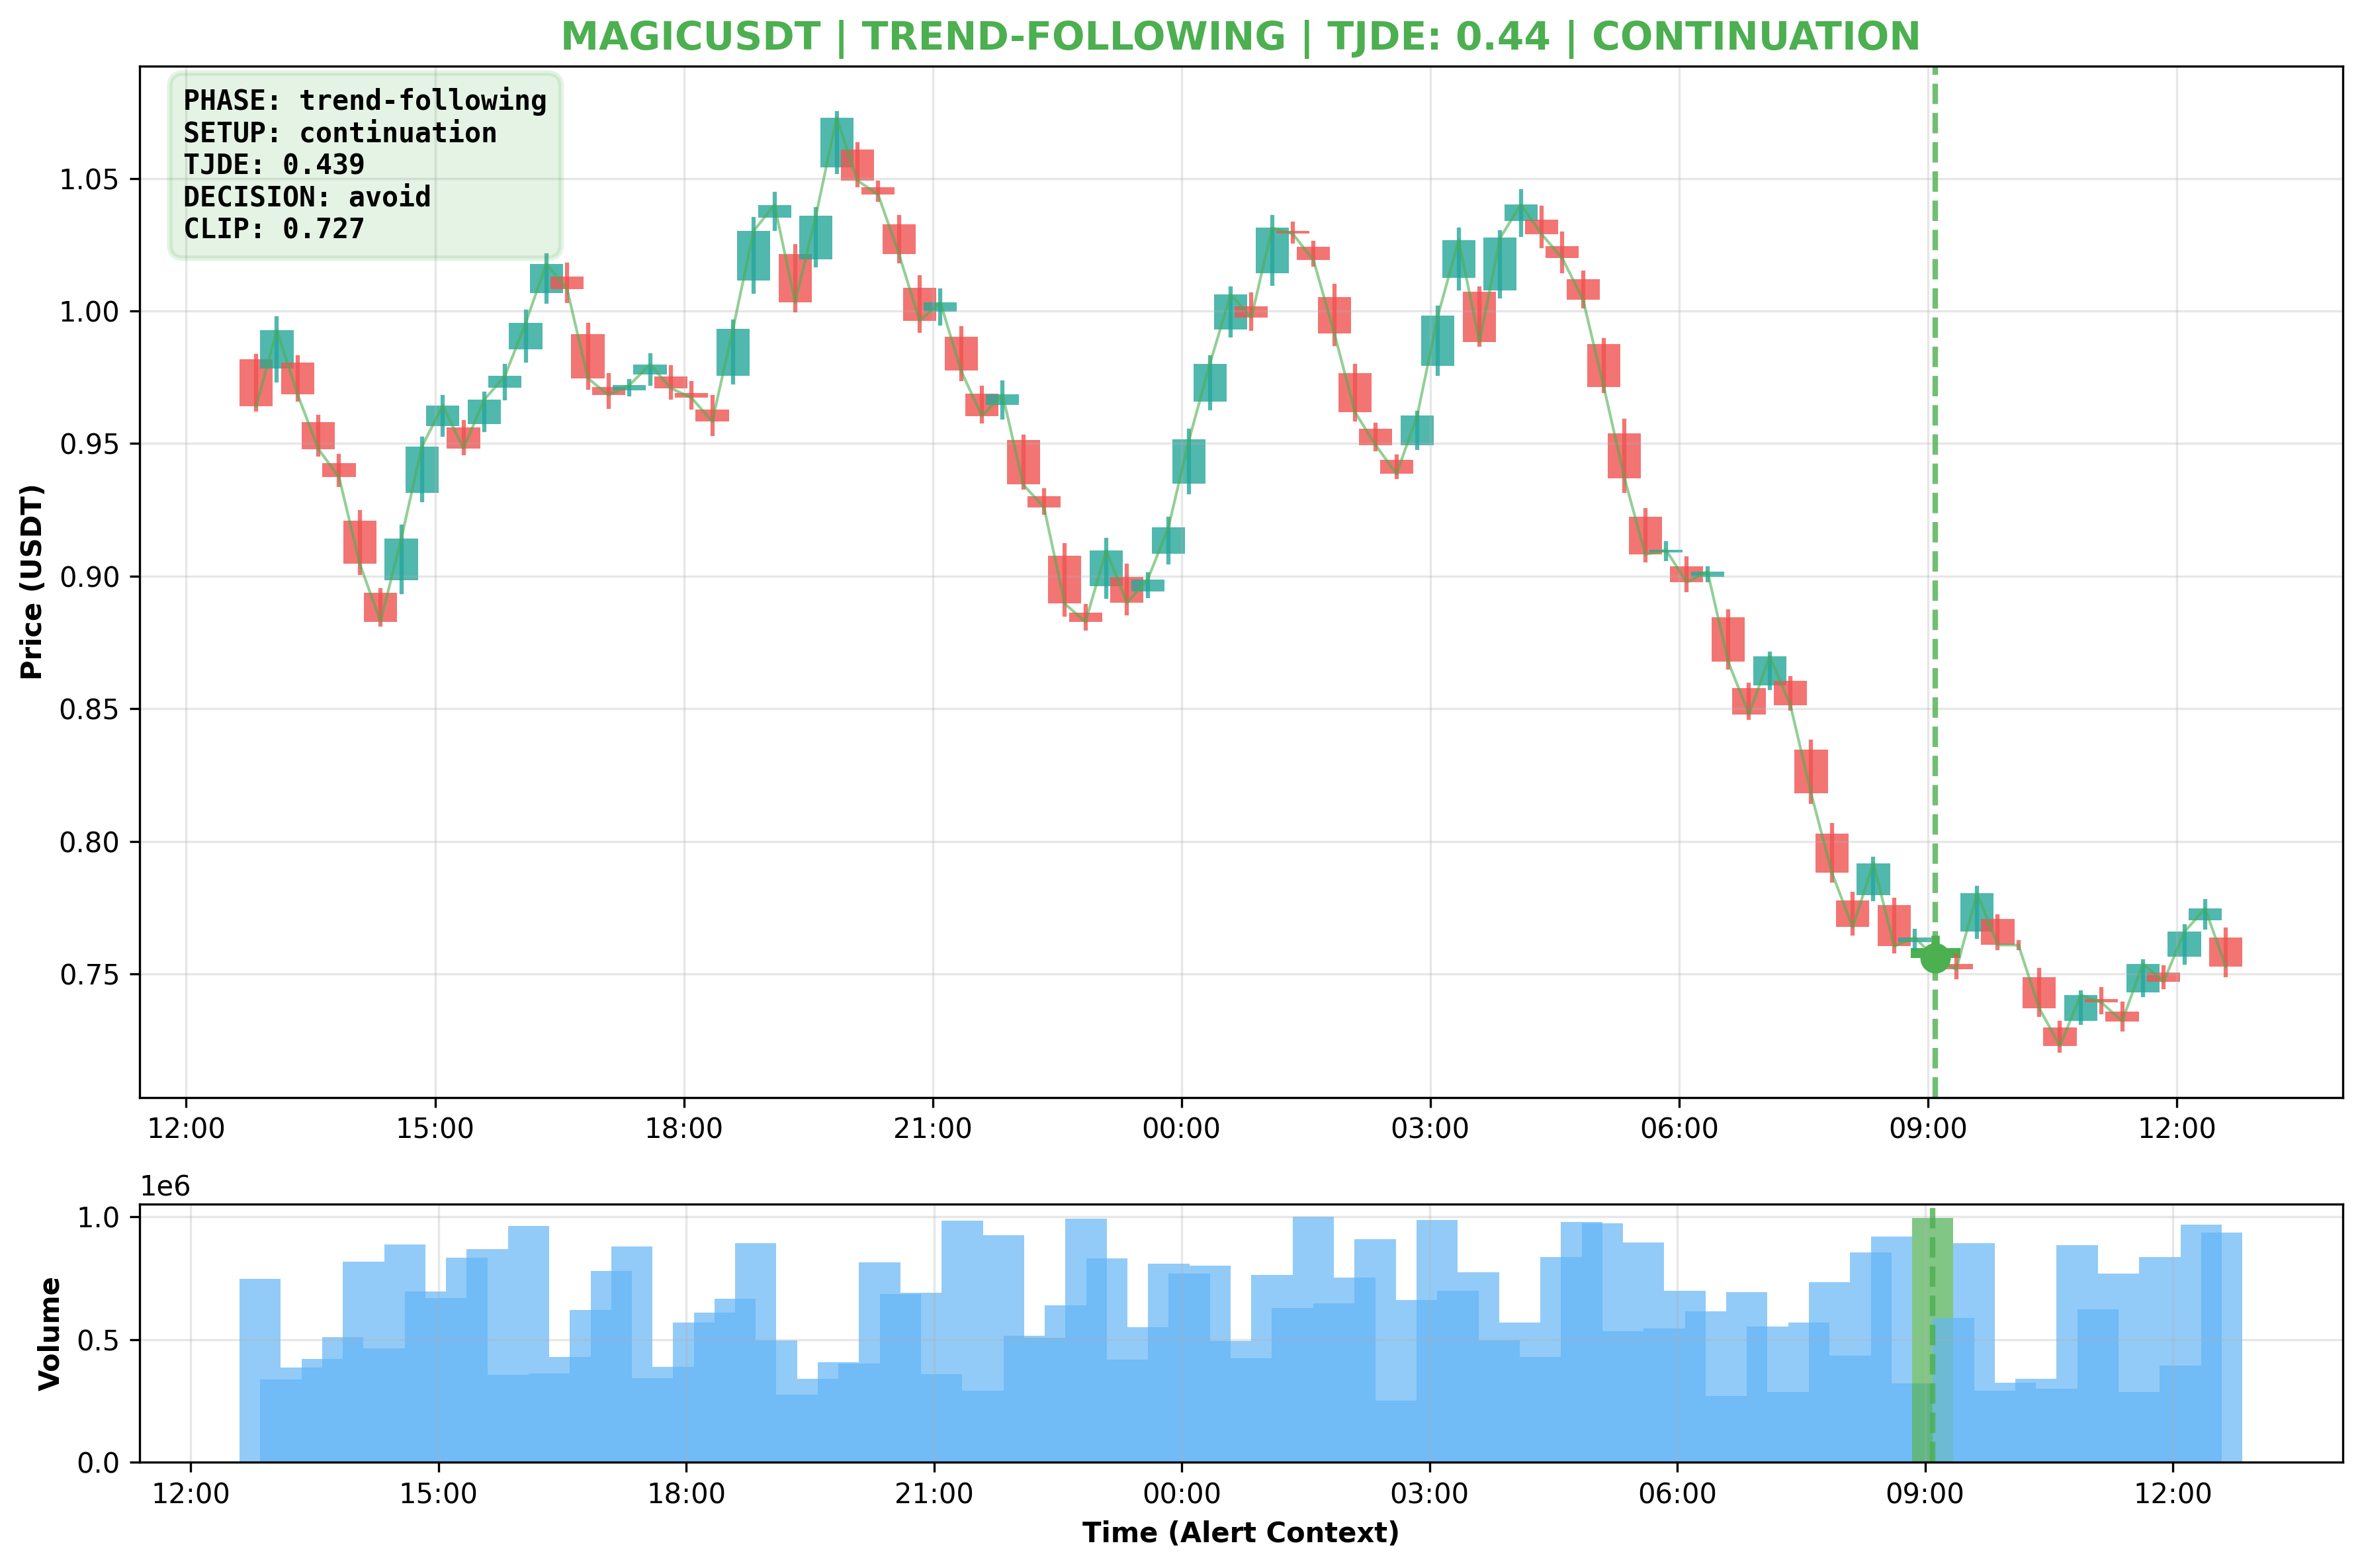 MAGICUSDT | TREND-FOLLOWING | TJDE: 0.44 | CONTINUATION
PHASE: trend-following
SETUP: continuation
TJDE: 0.439
DECISION: avoid
CLIP: 0.727
Price (USDT)
1.05
1.00
0.95
0.90
0.85
0.80
0.75
12:00 15:00 18:00 21:00 00:00 03:00 06:00 09:00 12:00
1e6
Volume
1.0
0.5
0.0
12:00 15:00 18:00 21:00 00:00 03:00 06:00 09:00 12:00
Time (Alert Context)